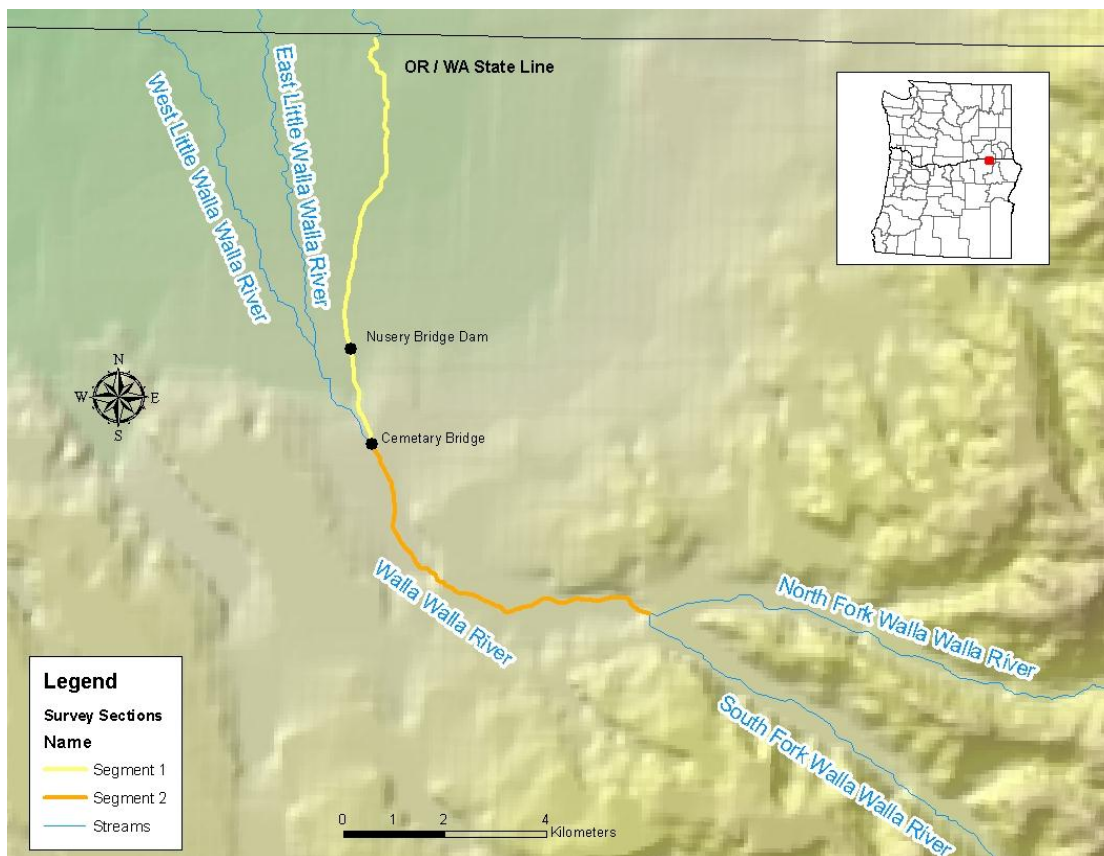 OR / WA State Line
West Little Walla Walla River
East Little Walla Walla River
Nusery Bridge Dam
N
W
E
S
Cemetary Bridge
Walla Walla River
North Fork Walla Walla River
South Fork Walla Walla River
Legend
Survey Sections
Name
Segment 1
Segment 2
Streams
0 1 2 4
Kilometers